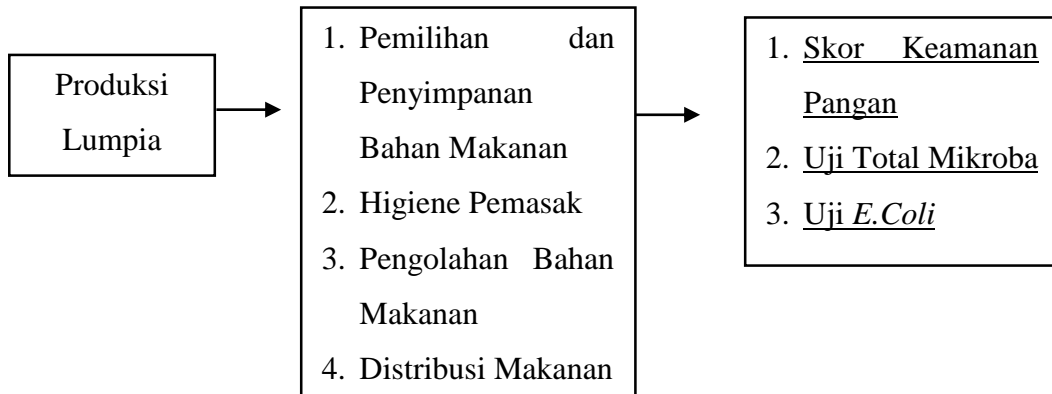 Produksi
Lumpia
1. Pemilihan dan
Penyimpanan
Bahan Makanan
2. Higiene Pemasak
3. Pengolahan Bahan
Makanan
4. Distribusi Makanan
1. Skor Keamanan
Pangan
2. Uji Total Mikroba
3. Uji E.Coli